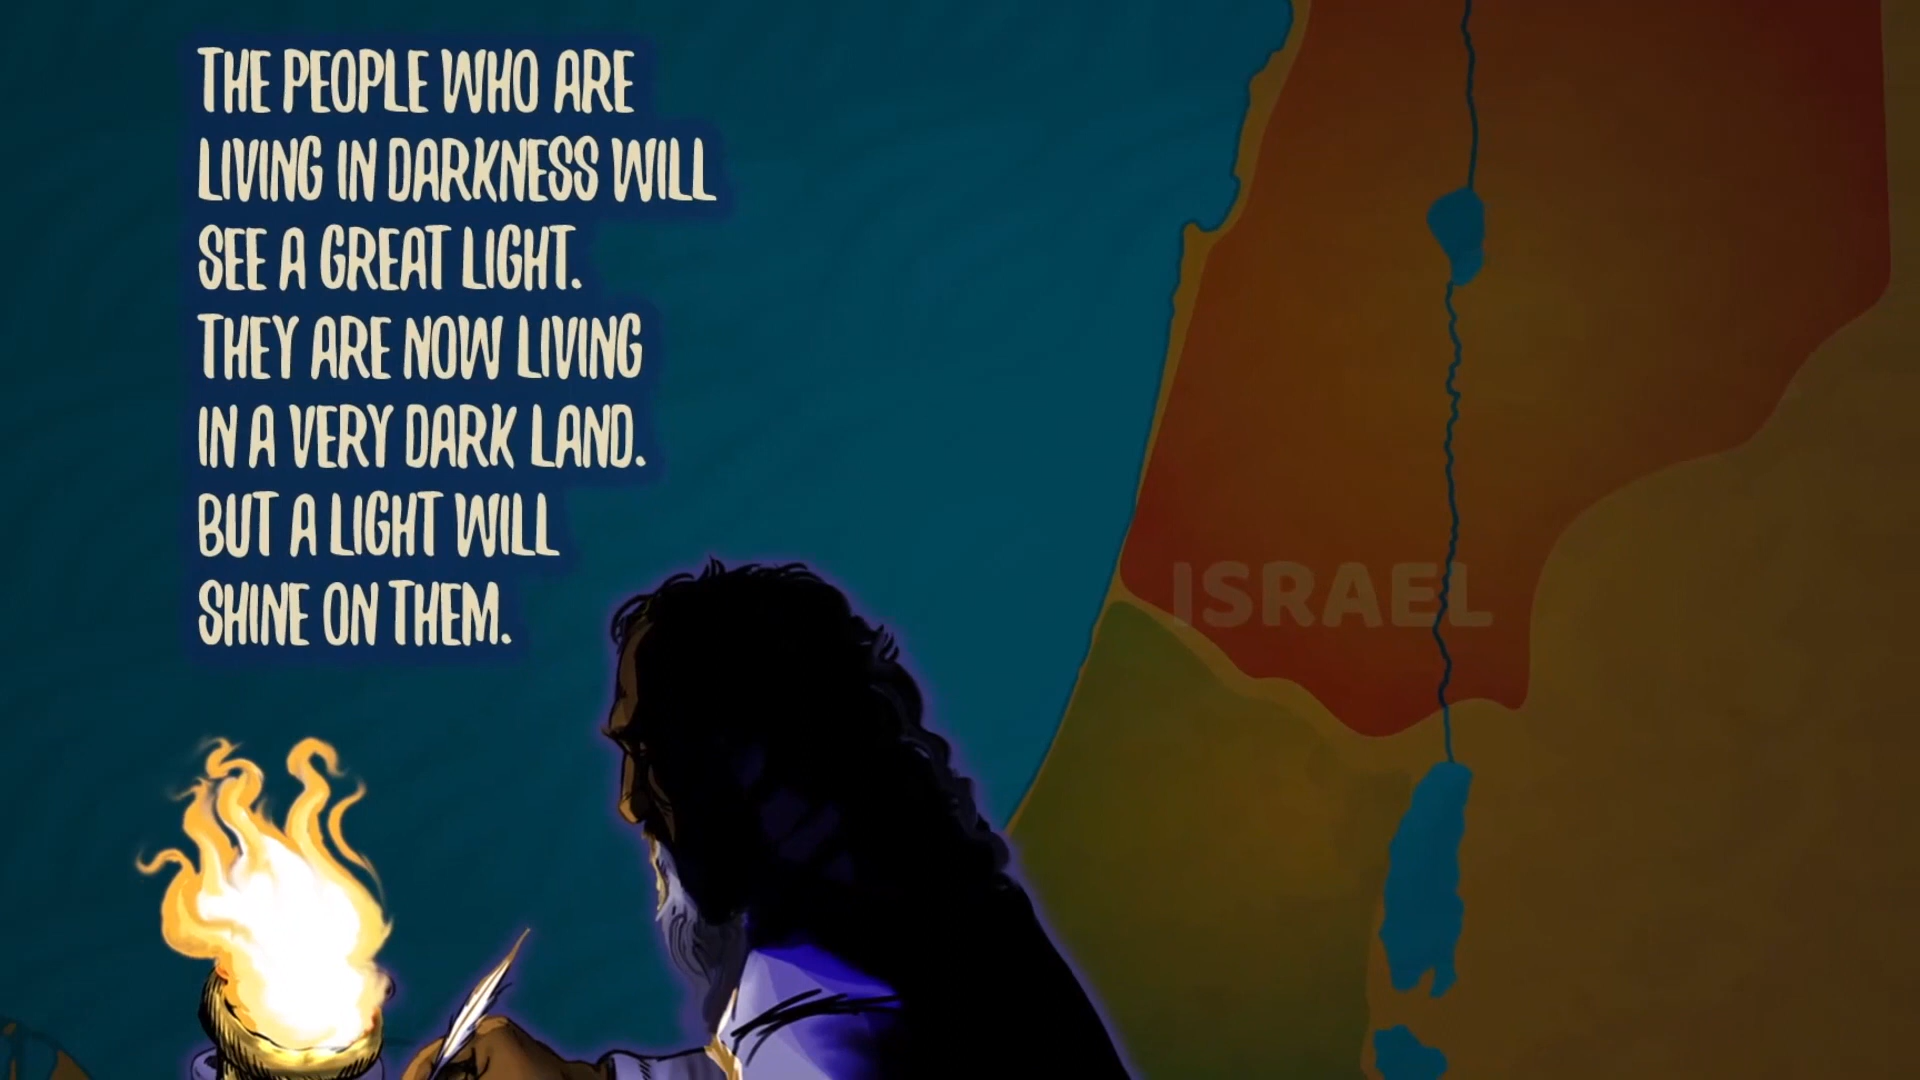 THE PEOPLE WHO ARE
LIVING IN DARKNESS WILL
SEE A GREAT LIGHT.
THEY ARE NOW LIVING
IN A VERY DARK LAND.
BUT A LIGHT WILL
SHINE ON THEM.
ISRAEL